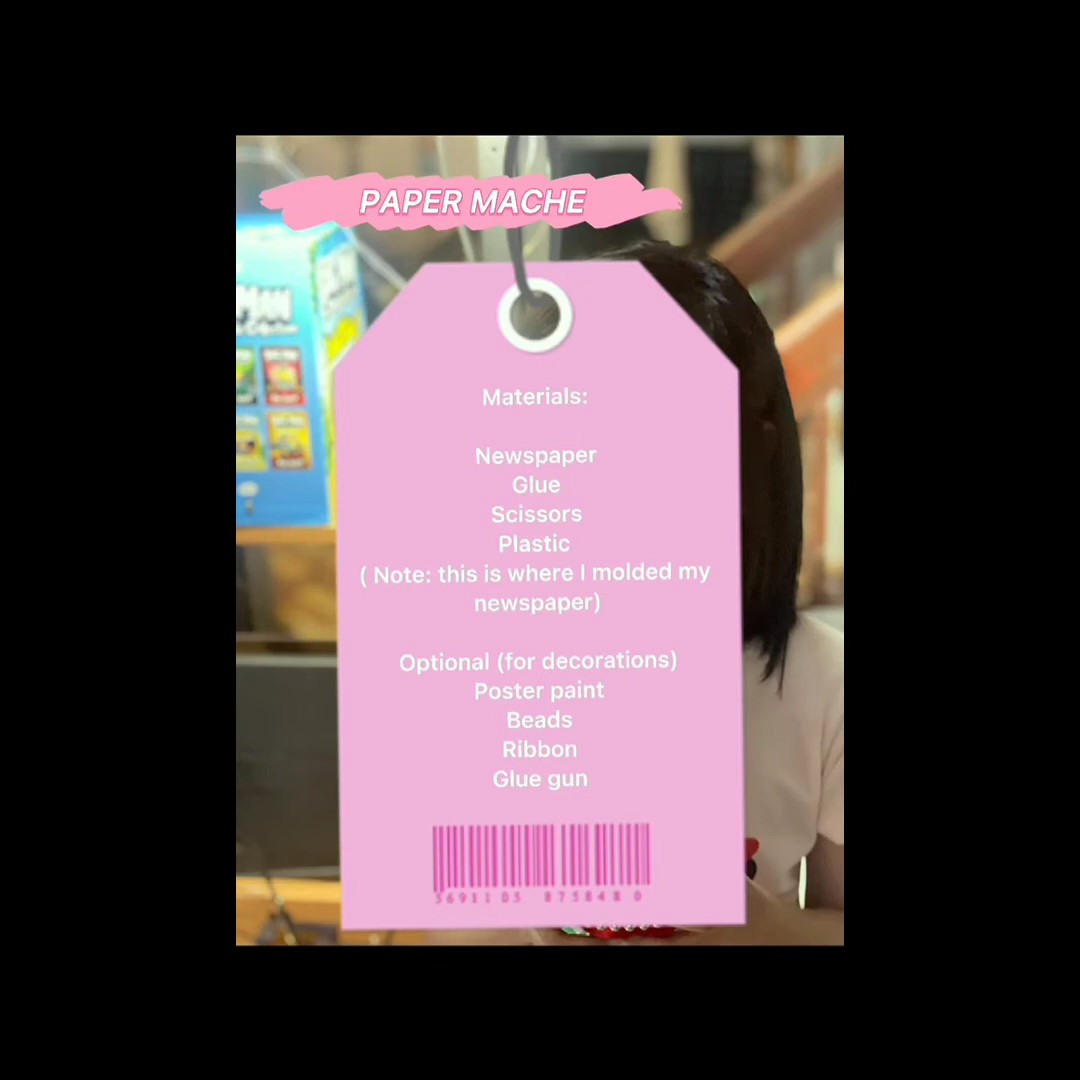 PAPER MACHE
Materials:
Newspaper
Glue
Scissors
Plastic
( Note: this is where I molded my
newspaper)
Optional (for decorations)
Poster paint
Beads
Ribbon
Glue gun